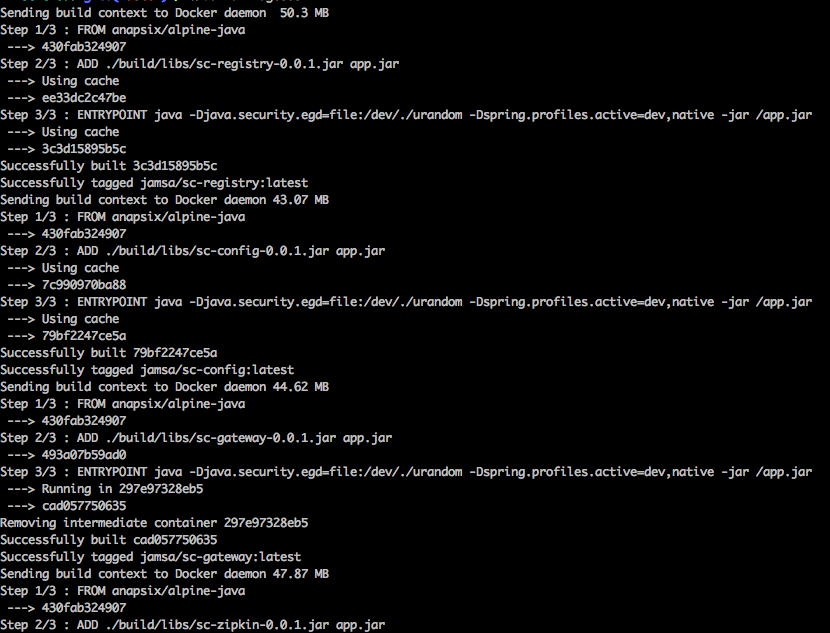 Sending build context to Docker daemon  50.3 MB
Step 1/3 : FROM anapsix/alpine-java
 ---> 430fab324907
Step 2/3 : ADD ./build/libs/sc-registry-0.0.1.jar app.jar
 ---> Using cache
 ---> ee33dc2c47be
Step 3/3 : ENTRYPOINT java -Djava.security.egd=file:/dev/./urandom -Dspring.profiles.active=dev,native -jar /app.jar
 ---> Using cache
 ---> 3c3d15895b5c
Successfully built 3c3d15895b5c
Successfully tagged jamsa/sc-registry:latest
Sending build context to Docker daemon 43.07 MB
Step 1/3 : FROM anapsix/alpine-java
 ---> 430fab324907
Step 2/3 : ADD ./build/libs/sc-config-0.0.1.jar app.jar
 ---> Using cache
 ---> 7c990970ba88
Step 3/3 : ENTRYPOINT java -Djava.security.egd=file:/dev/./urandom -Dspring.profiles.active=dev,native -jar /app.jar
 ---> Using cache
 ---> 79bf2247ce5a
Successfully built 79bf2247ce5a
Successfully tagged jamsa/sc-config:latest
Sending build context to Docker daemon 44.62 MB
Step 1/3 : FROM anapsix/alpine-java
 ---> 430fab324907
Step 2/3 : ADD ./build/libs/sc-gateway-0.0.1.jar app.jar
 ---> 493a07b59ad0
Step 3/3 : ENTRYPOINT java -Djava.security.egd=file:/dev/./urandom -Dspring.profiles.active=dev,native -jar /app.jar
 ---> Running in 297e97328eb5
 ---> cad057750635
Removing intermediate container 297e97328eb5
Successfully built cad057750635
Successfully tagged jamsa/sc-gateway:latest
Sending build context to Docker daemon 47.87 MB
Step 1/3 : FROM anapsix/alpine-java
 ---> 430fab324907
Step 2/3 : ADD ./build/libs/sc-zipkin-0.0.1.jar app.jar